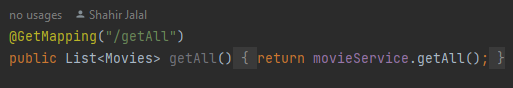 no usages Shahir Jalal
@GetMapping("/getAll")
public List<Movies> getAll() { return movieService.getAll(); }